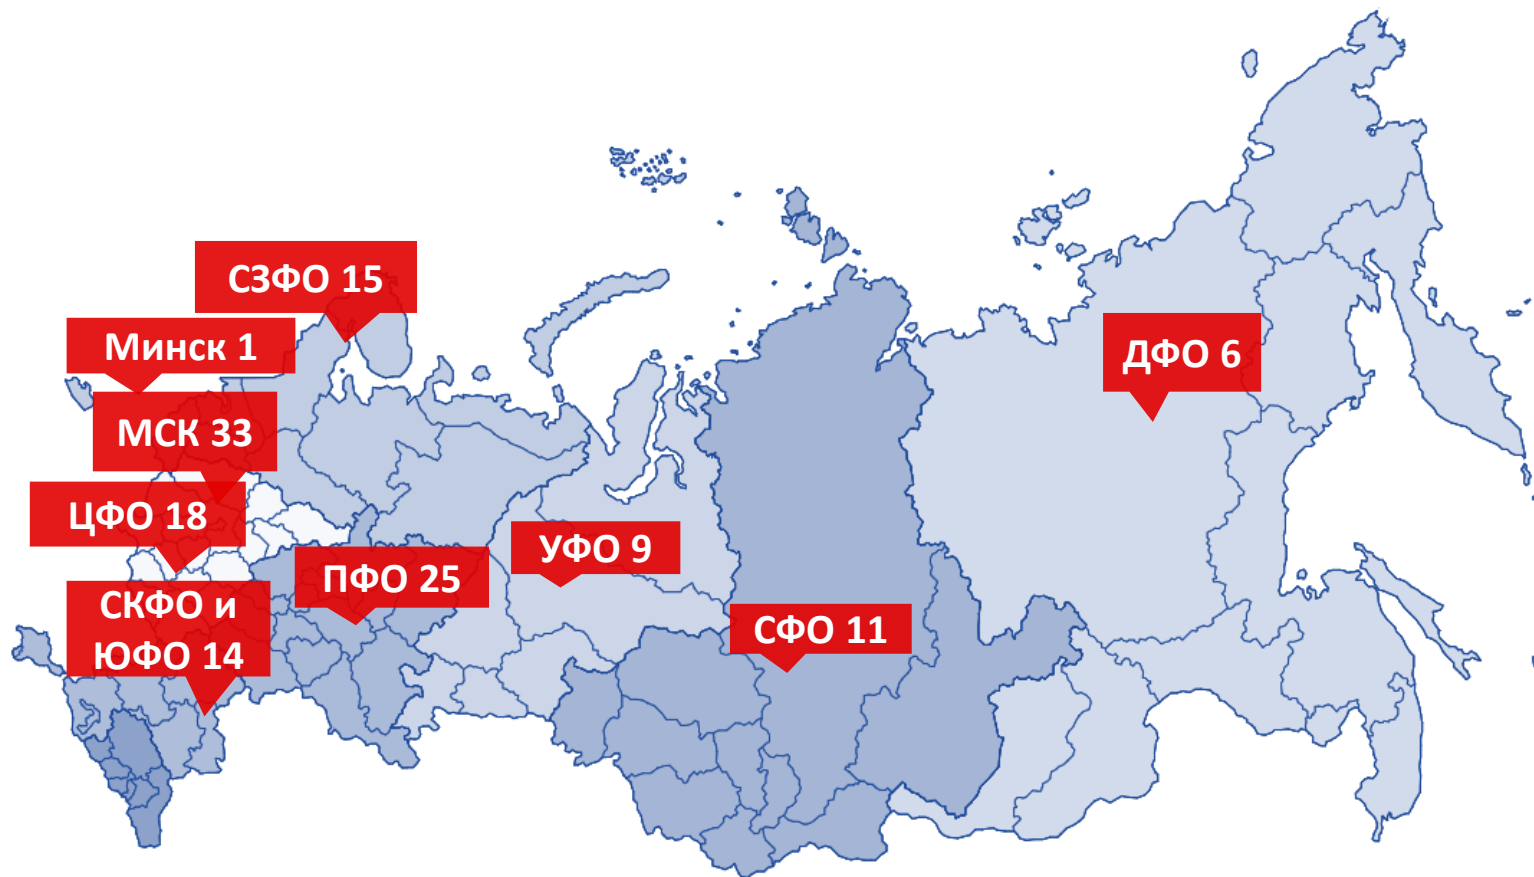 СЗФО 15
Минск 1
ДФО 6
МСК 33
ЦФО 18
УФО 9
ПФО 25
СКФО и
ЮФО 14
СФО 11